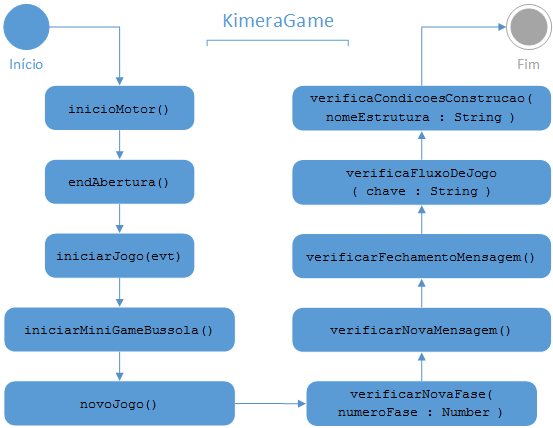 KimeraGame
Início
inicioMotor()
endAbertura()
iniciarJogo(evt)
iniciarMiniGameBussola()
novoJogo()
verificarNovaFase(
numeroFase : Number )
verificarNovaMensagem()
verificarFechamentoMensagem()
verificaFluxoDeJogo
( chave : String )
verificaCondicoesConstrucao(
nomeEstrutura : String )
Fim